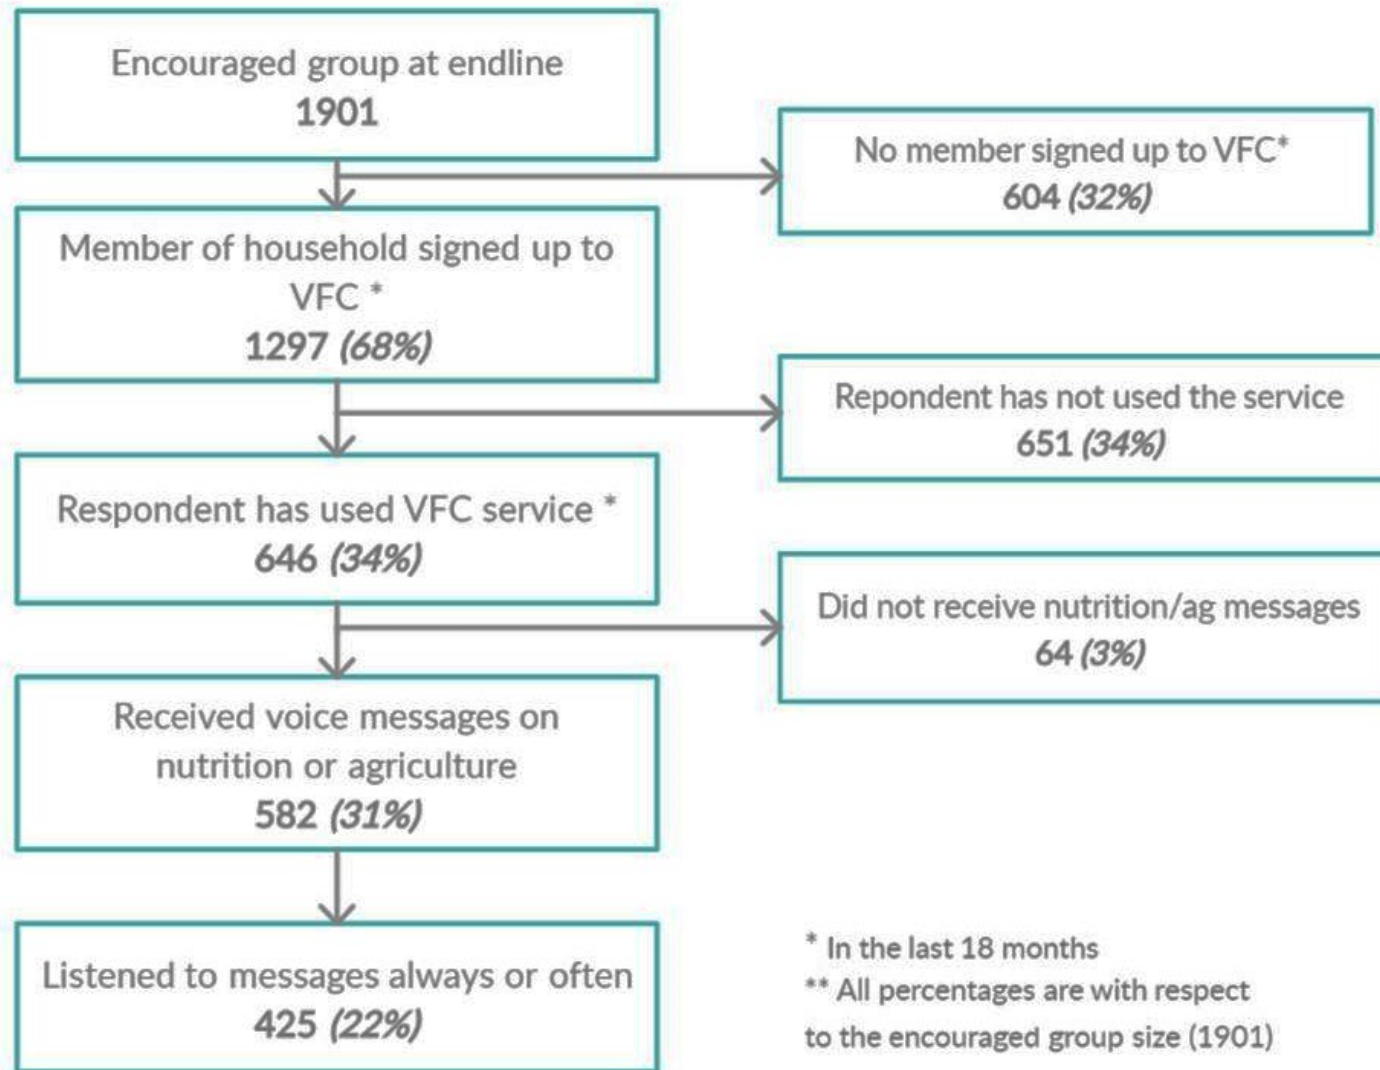 Encouraged group at endline
1901
No member signed up to VFC*
604 (32%)
Member of household signed up to
VFC *
1297 (68%)
Repondent has not used the service
651 (34%)
Respondent has used VFC service *
646 (34%)
Did not receive nutrition/ag messages
64 (3%)
Received voice messages on
nutrition or agriculture
582 (31%)
Listened to messages always or often
425 (22%)
* In the last 18 months
** All percentages are with respect
to the encouraged group size (1901)